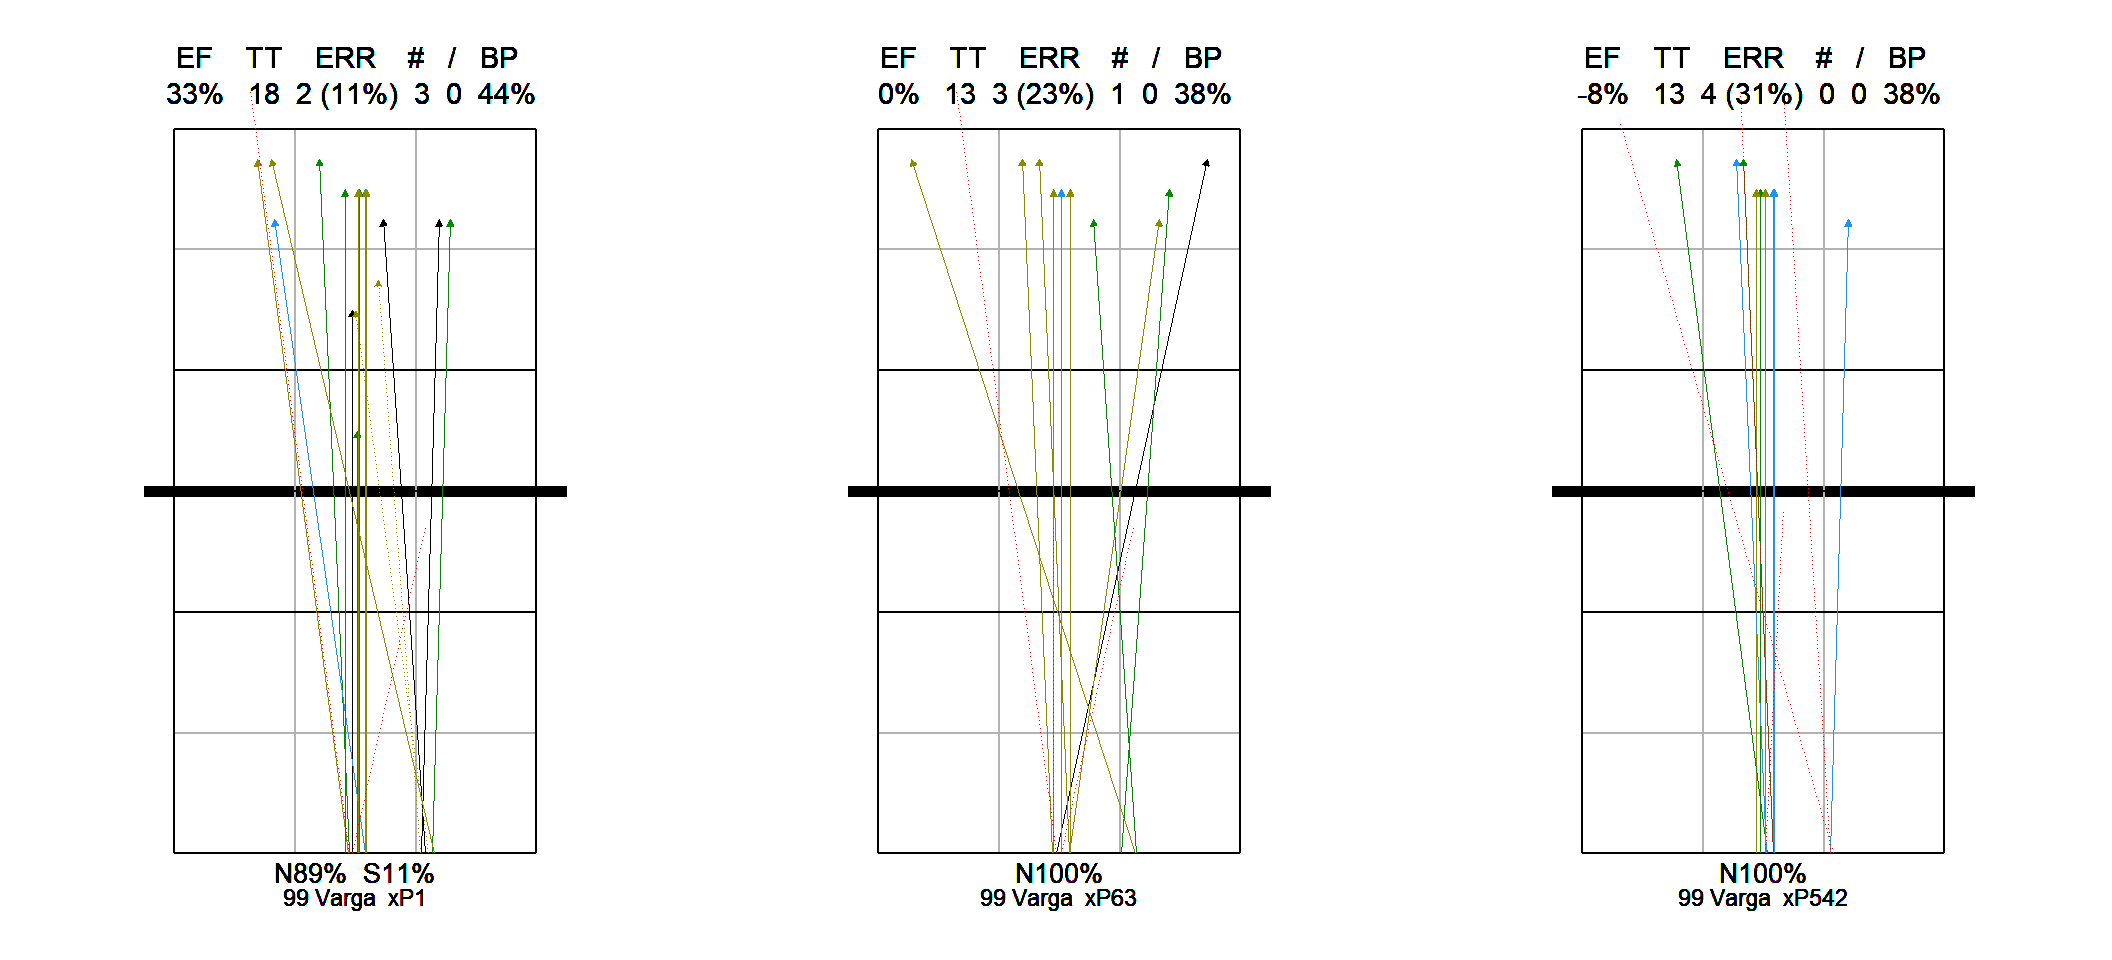 EF TT ERR # / BP
33% 18 2 (11%) 3 0 44%
N89% S11%
99 Varga xP1
EF TT ERR # / BP
0% 13 3 (23%) 1 0 38%
N100%
99 Varga xP63
EF TT ERR # / BP
-8% 13 4 (31%) 0 0 38%
N100%
99 Varga xP542